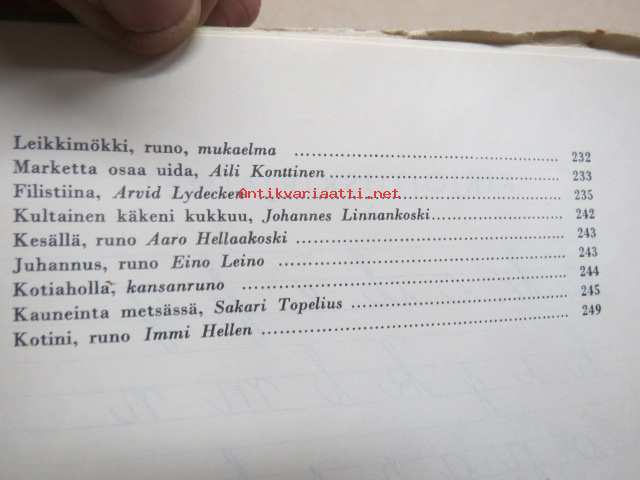 Leikkimökki, runo, mukaelma ........ 232
Marketta osaa uida, Aili Konttinen ........ 233
Filistiina, Arvid Lydecken ........ 235
Antikvariaatti.net
Kultainen käkeni kukkuu, Johannes Linnankoski ........ 242
Kesällä, runo Aaro Hellaakoski ........ 243
Juhannus, runo Eino Leino ........ 243
Kotiaholla, kansanruno ........ 244
Kauneinta metsässä, Sakari Topelius ........ 245
Kotini, runo Immi Hellen ........ 249